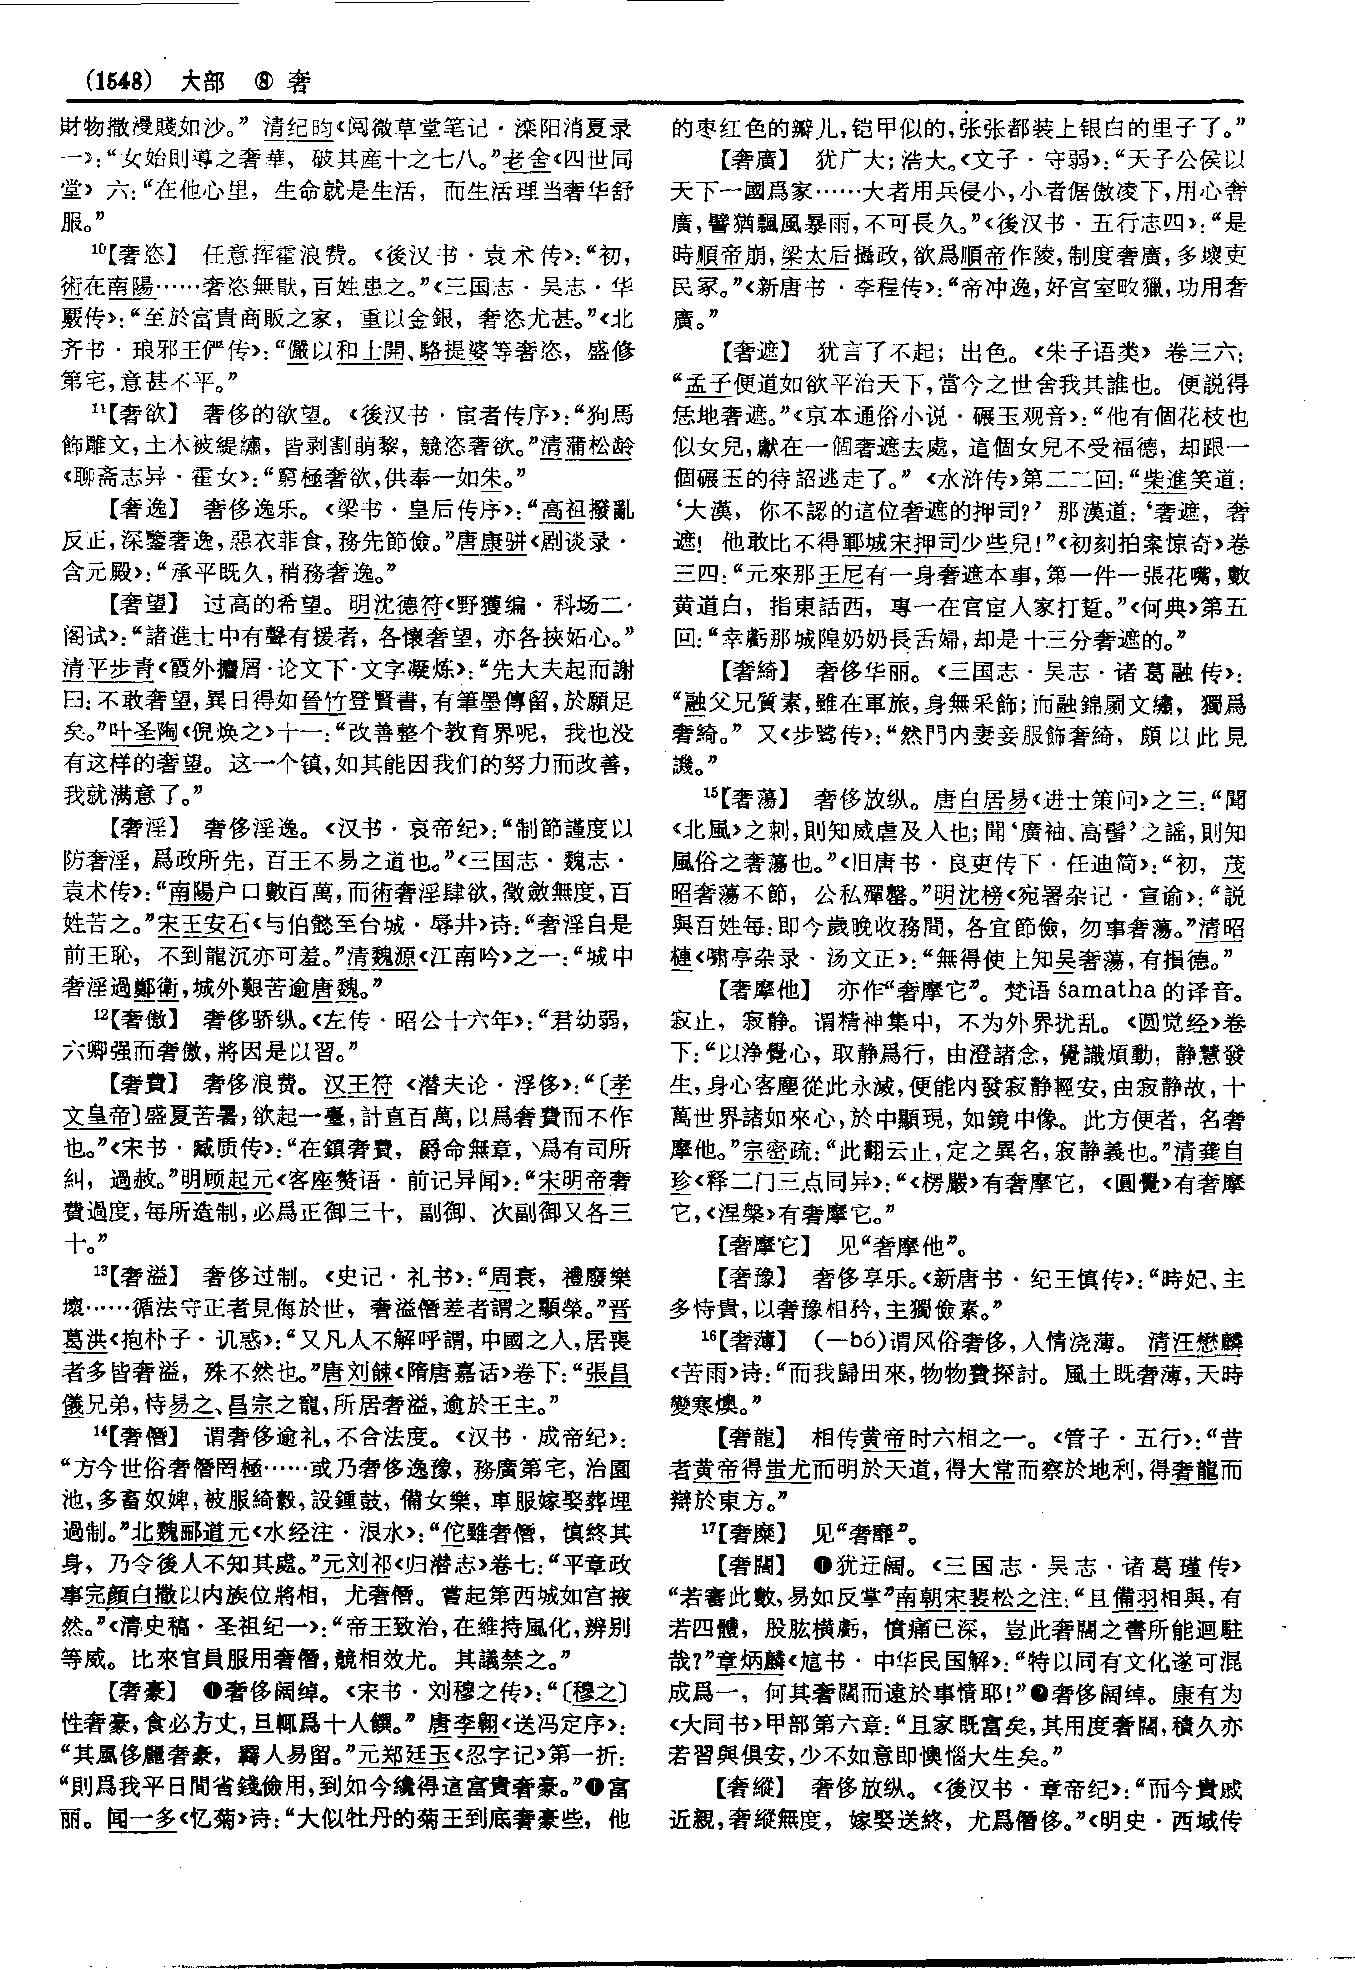 (1548) 大部 ⑧ 奢
財物撒漫賤如沙。”清纪昀《阅微草堂笔记·滦阳消夏录
一》：“女始則導之奢華，破其産十之七八。”老舍《四世同
堂》六：“在他心里，生命就是生活，而生活理当奢华舒
服。”
¹⁰【奢恣】 任意挥霍浪费。《後汉书·袁术传》：“初，
術在南陽……奢恣無猒，百姓患之。”《三国志·吴志·华
覈传》：“至於富貴商販之家，重以金銀，奢恣尤甚。”《北
齐书·琅邪王俨传》：“儼以和士開、駱提婆等奢恣，盛修
第宅，意甚不平。”
¹¹【奢欲】 奢侈的欲望。《後汉书·宦者传序》：“狗馬
飾雕文，土木被緹繡，皆剥割萌黎，競恣奢欲。”清蒲松龄
《聊斋志异·霍女》：“窮極奢欲，供奉一如朱。”
【奢逸】 奢侈逸乐。《梁书·皇后传序》：“高祖撥亂
反正，深鑒奢逸，惡衣菲食，務先節儉。”唐康骈《剧谈录·
含元殿》：“承平既久，稍務奢逸。”
【奢望】 过高的希望。明沈德符《野獲编·科场二·
阁试》：“諸進士中有聲有援者，各懷奢望，亦各挾妬心。”
清平步青《霞外攟屑·论文下·文字凝炼》：“先大夫起而謝
曰：不敢奢望，異日得如晉竹登賢書，有筆墨傳留，於願足
矣。”叶圣陶《倪焕之》十一：“改善整个教育界呢，我也没
有这样的奢望。这一个镇，如其能因我们的努力而改善，
我就满意了。”
【奢淫】 奢侈淫逸。《汉书·哀帝纪》：“制節謹度以
防奢淫，爲政所先，百王不易之道也。”《三国志·魏志·
袁术传》：“南陽户口數百萬，而術奢淫肆欲，徵斂無度，百
姓苦之。”宋王安石《与伯懿至台城·辱井》诗：“奢淫自是
前王恥，不到龍沉亦可羞。”清魏源《江南吟》之一：“城中
奢淫過鄭衛，城外艱苦逾唐魏。”
¹²【奢傲】 奢侈骄纵。《左传·昭公十六年》：“君幼弱，
六卿强而奢傲，將因是以習。”
【奢費】 奢侈浪费。汉王符《潜夫论·浮侈》：“〔孝
文皇帝〕盛夏苦暑，欲起一臺，計直百萬，以爲奢費而不作
也。”《宋书·臧质传》：“在鎮奢費，爵命無章，爲有司所
糾，過赦。”明顾起元《客座赘语·前记异闻》：“宋明帝奢
費過度，每所造制，必爲正御三十，副御、次副御又各三
十。”
¹³【奢溢】 奢侈过制。《史记·礼书》：“周衰，禮廢樂
壞……循法守正者見侮於世，奢溢僭差者謂之顯榮。”晋
葛洪《抱朴子·讥惑》：“又凡人不解呼謂，中國之人，居喪
者多皆奢溢，殊不然也。”唐刘餗《隋唐嘉话》卷下：“張昌
儀兄弟，恃易之、昌宗之寵，所居奢溢，逾於王主。”
¹⁴【奢僭】 谓奢侈逾礼，不合法度。《汉书·成帝纪》：
“方今世俗奢僭罔極……或乃奢侈逸豫，務廣第宅，治園
池，多畜奴婢，被服綺縠，設鍾鼓，備女樂，車服嫁娶葬埋
過制。”北魏郦道元《水经注·泿水》：“佗雖奢僭，慎終其
身，乃令後人不知其處。”元刘祁《归潜志》卷七：“平章政
事完顔白撒以内族位將相，尤奢僭。嘗起第西城如宫掖
然。”《清史稿·圣祖纪一》：“帝王致治，在維持風化，辨别
等威。比來官員服用奢僭，競相效尤。其議禁之。”
【奢豪】 ❶奢侈阔绰。《宋书·刘穆之传》：“〔穆之〕
性奢豪，食必方丈，旦輒爲十人饌。”唐李翱《送冯定序》：
“其風侈麗奢豪，羈人易留。”元郑廷玉《忍字记》第一折：
“則爲我平日間省錢儉用，到如今纔得這富貴奢豪。”❶富
丽。闻一多《忆菊》诗：“大似牡丹的菊王到底奢豪些，他
的枣红色的瓣儿，铠甲似的，张张都装上银白的里子了。”
【奢廣】 犹广大；浩大。《文子·守弱》：“天子公侯以
天下一國爲家……大者用兵侵小，小者倨傲凌下，用心奢
廣，譬猶飄風暴雨，不可長久。”《後汉书·五行志四》：“是
時順帝崩，梁太后攝政，欲爲順帝作陵，制度奢廣，多壞吏
民冢。”《新唐书·李程传》：“帝冲逸，好宫室畋獵，功用奢
廣。”
【奢遮】 犹言了不起；出色。《朱子语类》卷三六：
“孟子便道如欲平治天下，當今之世舍我其誰也。便説得
恁地奢遮。”《京本通俗小说·碾玉观音》：“他有個花枝也
似女兒，獻在一個奢遮去處，這個女兒不受福德，却跟一
個碾玉的待詔逃走了。”《水浒传》第二二回：“柴進笑道：
‘大漢，你不認的這位奢遮的押司？’那漢道：‘奢遮，奢
遮！他敢比不得鄆城宋押司少些兒！”《初刻拍案惊奇》卷
三四：“元來那王尼有一身奢遮本事，第一件一張花嘴，數
黄道白，指東話西，專一在官宦人家打踅。”《何典》第五
回：“幸虧那城隍奶奶長舌婦，却是十三分奢遮的。”
【奢綺】 奢侈华丽。《三国志·吴志·诸葛融传》：
“融父兄質素，雖在軍旅，身無采飾；而融錦罽文繡，獨爲
奢綺。”又《步骘传》：“然門内妻妾服飾奢綺，頗以此見
譏。”
¹⁵【奢蕩】 奢侈放纵。唐白居易《进士策问》之三：“聞
《北風》之刺，則知威虐及人也；聞‘廣袖、高髻’之謡，則知
風俗之奢蕩也。”《旧唐书·良吏传下·任迪简》：“初，茂
昭奢蕩不節，公私殫罄。”明沈榜《宛署杂记·宣谕》：“説
與百姓每：即今歲晚收務間，各宜節儉，勿事奢蕩。”清昭
槤《啸亭杂录·汤文正》：“無得使上知吴奢蕩，有損德。”
【奢摩他】 亦作“奢摩它”。梵语śamatha的译音。
寂止，寂静。谓精神集中，不为外界扰乱。《圆觉经》卷
下：“以浄覺心，取静爲行，由澄諸念，覺識煩動，静慧發
生，身心客塵從此永滅，便能内發寂静輕安，由寂静故，十
萬世界諸如來心，於中顯現，如鏡中像。此方便者，名奢
摩他。”宗密疏：“此翻云止，定之異名，寂静義也。”清龚自
珍《释二门三点同异》：“《楞嚴》有奢摩它，《圓覺》有奢摩
它，《涅槃》有奢摩它。”
【奢摩它】 见“奢摩他”。
【奢豫】 奢侈享乐。《新唐书·纪王慎传》：“時妃、主
多恃貴，以奢豫相矜，主獨儉素。”
¹⁶【奢薄】 (—bó)谓风俗奢侈，人情浇薄。清汪懋麟
《苦雨》诗：“而我歸田來，物物費探討。風土既奢薄，天時
變寒燠。”
【奢龍】 相传黄帝时六相之一。《管子·五行》：“昔
者黄帝得蚩尤而明於天道，得大常而察於地利，得奢龍而
辯於東方。”
¹⁷【奢糜】 见“奢靡”。
【奢闊】 ❶犹迂阔。《三国志·吴志·诸葛瑾传》
“若審此數，易如反掌”南朝宋裴松之注：“且備羽相與，有
若四體，股肱横虧，憤痛已深，豈此奢闊之書所能迴駐
哉？”章炳麟《訄书·中华民国解》：“特以同有文化遂可混
成爲一，何其奢闊而遠於事情耶！”❷奢侈阔绰。康有为
《大同书》甲部第六章：“且家既富矣，其用度奢闊，積久亦
若習與俱安，少不如意即懊惱大生矣。”
【奢縱】 奢侈放纵。《後汉书·章帝纪》：“而今貴戚
近親，奢縱無度，嫁娶送終，尤爲僭侈。”《明史·西域传